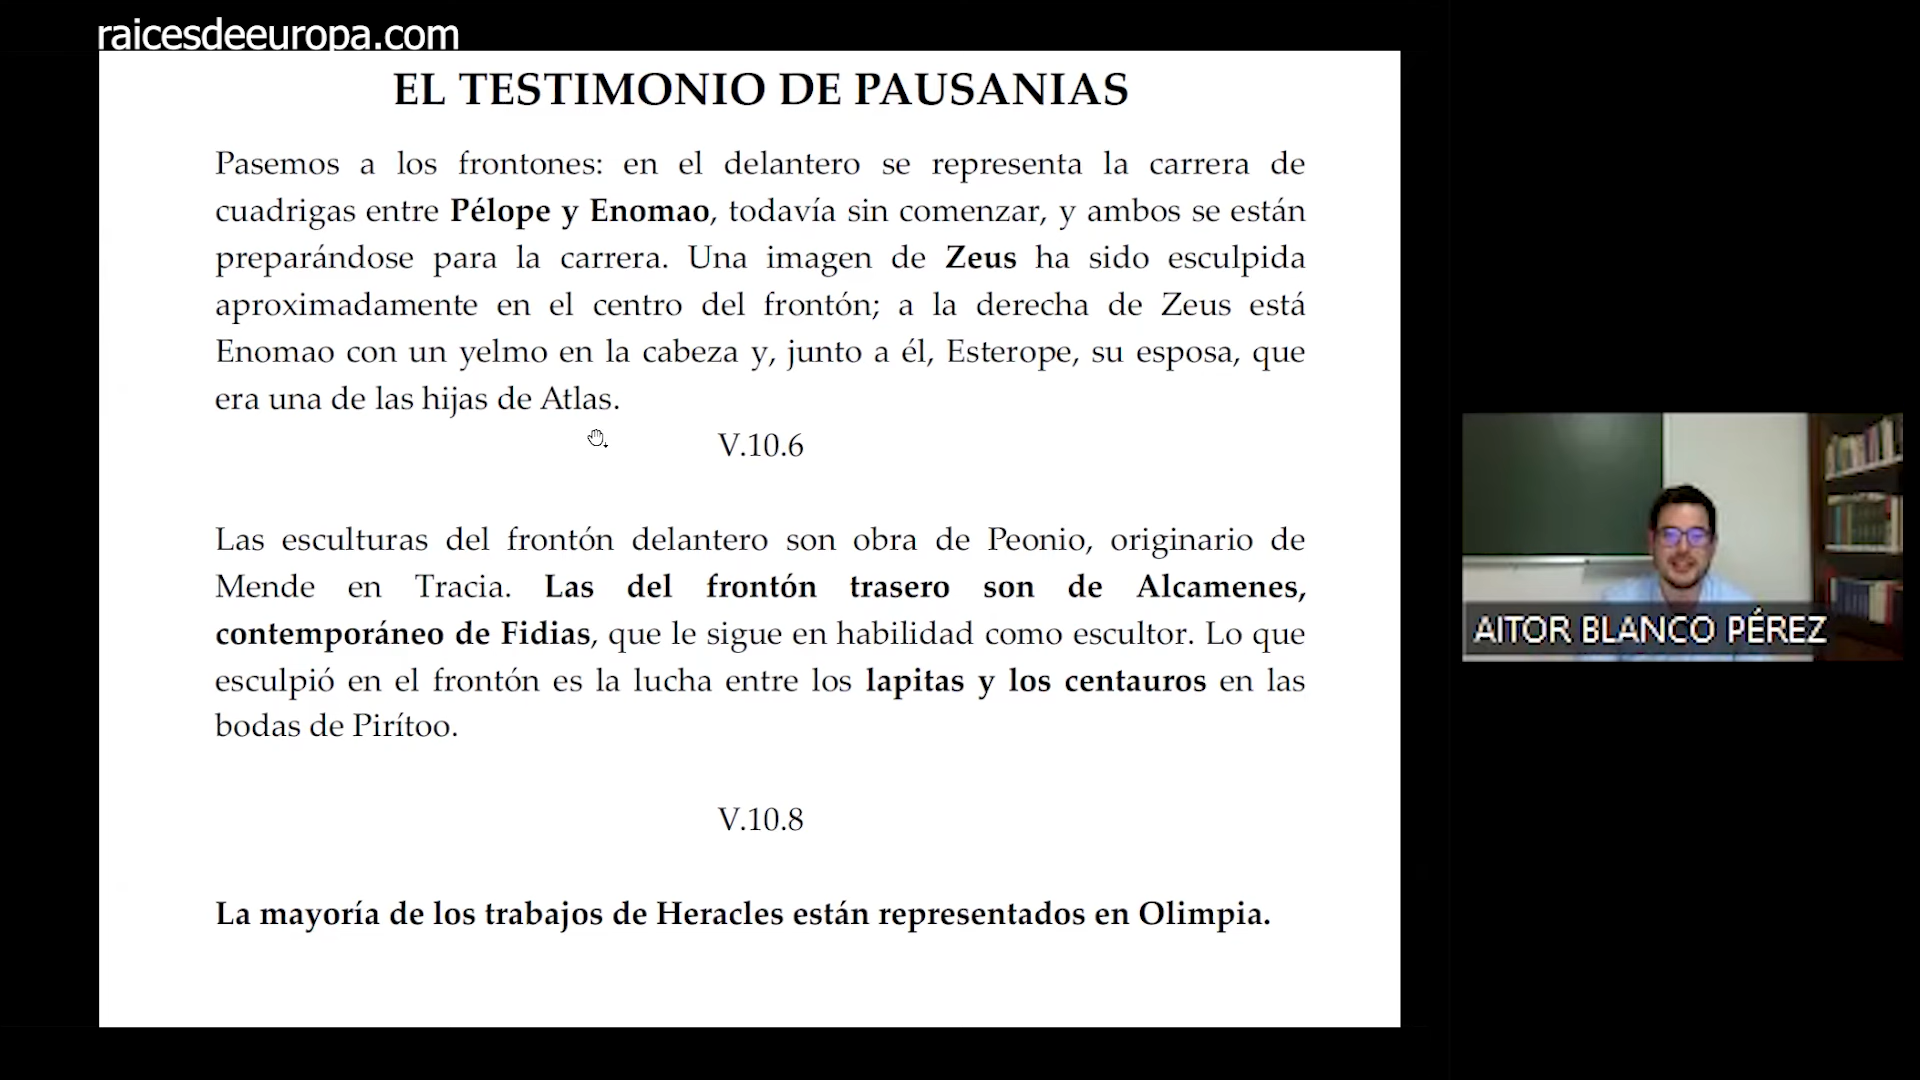 raicesdeeuropa.com
EL TESTIMONIO DE PAUSANIAS
Pasemos a los frontones: en el delantero se representa la carrera de
cuadrigas entre Pélope y Enomao, todavía sin comenzar, y ambos se están
preparándose para la carrera. Una imagen de Zeus ha sido esculpida
aproximadamente en el centro del frontón; a la derecha de Zeus está
Enomao con un yelmo en la cabeza y, junto a él, Esterope, su esposa, que
era una de las hijas de Atlas.
V.10.6
Las esculturas del frontón delantero son obra de Peonio, originario de
Mende en Tracia. Las del frontón trasero son de Alcamenes,
contemporáneo de Fidias, que le sigue en habilidad como escultor. Lo que
esculpió en el frontón es la lucha entre los lapitas y los centauros en las
bodas de Pirítoo.
V.10.8
La mayoría de los trabajos de Heracles están representados en Olimpia.
AITOR BLANCO PÉREZ